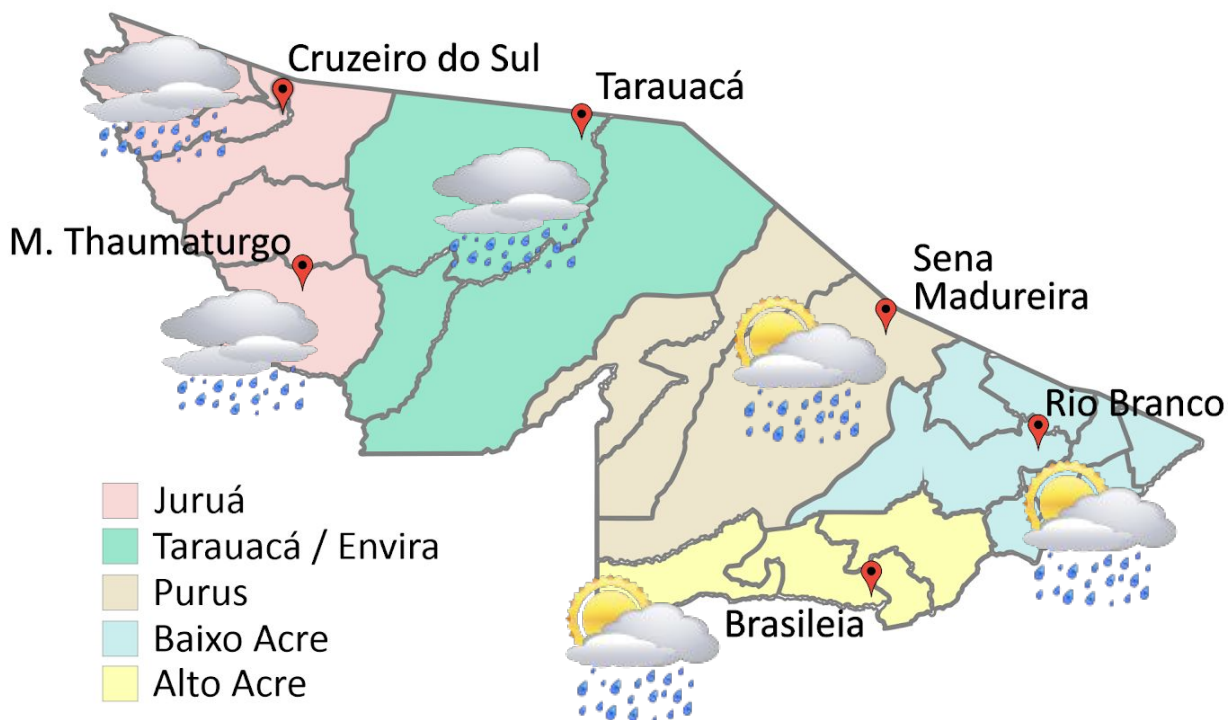 Cruzeiro do Sul
Tarauacá
M. Thaumaturgo
Sena
Madureira
Rio Branco
Brasileia
Juruá
Tarauacá / Envira
Purus
Baixo Acre
Alto Acre